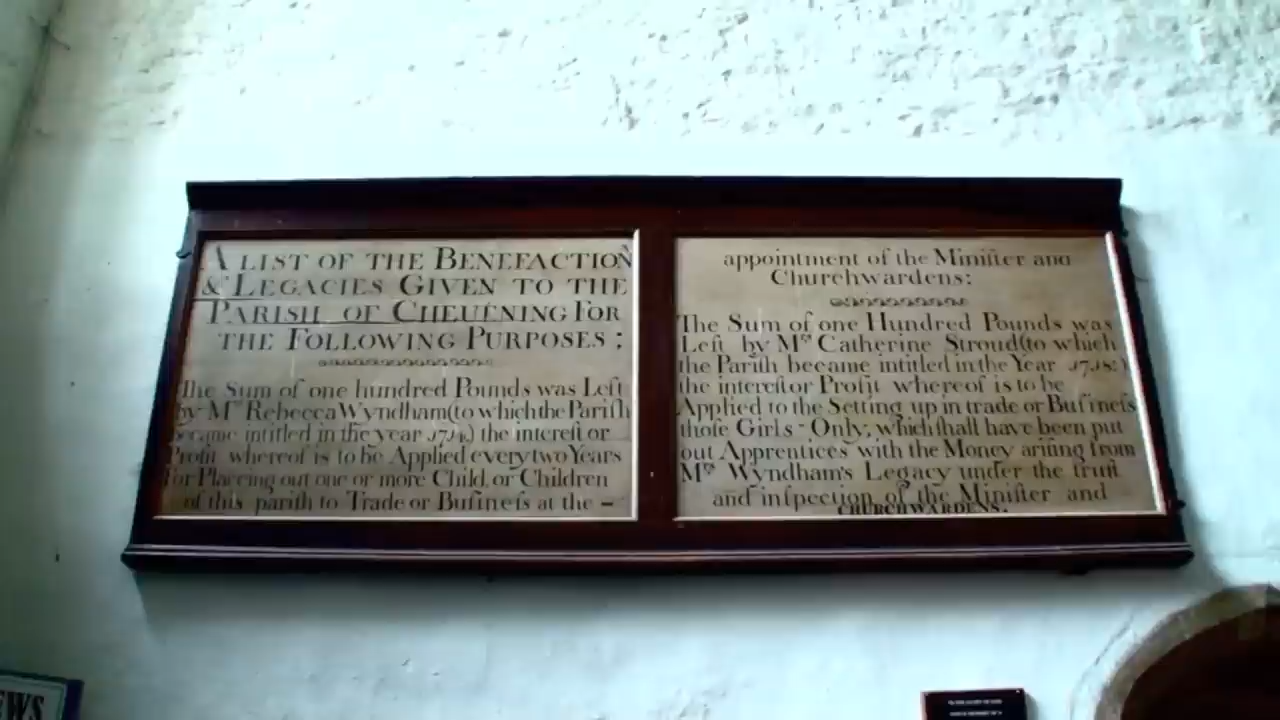 A LIST OF THE BENEFACTION
& LEGACIES GIVEN TO THE
PARISH OF CHEUENING FOR
THE FOLLOWING PURPOSES;
The Sum of one hundred Pounds was Left
by Mrs Rebecca Wyndham (to which the Pariſh
became intitled in the year 1714) the intereſt or
Profit whereof is to be Applied every two Years
for Placeing out one or more Child, or Children
of this pariſh to Trade or Buſineſs at the -
appointment of the Miniſter and
Churchwardens:
The Sum of one Hundred Pounds was
Left by Mrs Catherine Stroud (to which
the Pariſh became intitled in the Year
the intereſt or Profit whereof is to be
Applied to the Setting up in trade or Buſineſs
thoſe Girls - Only, which ſhall have been put
out Apprentices with the Money ariſing from
Mrs Wyndham's Legacy under the truſt
and inſpection of the Miniſter and
CHURCHWARDENS.
EWS